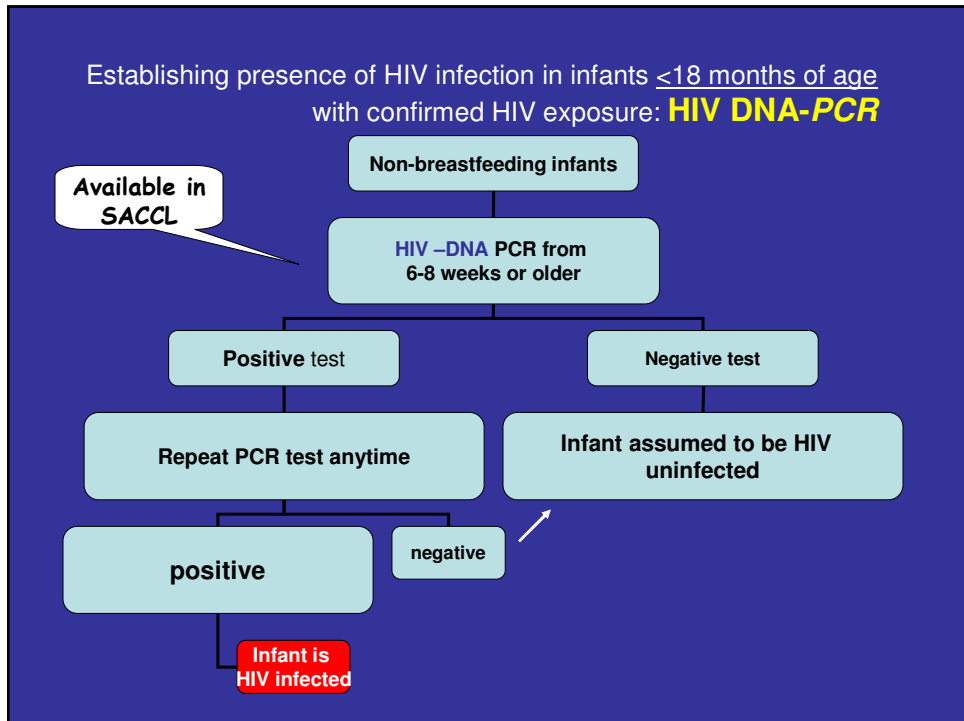 Establishing presence of HIV infection in infants <18 months of age
with confirmed HIV exposure: HIV DNA-PCR
Non-breastfeeding infants
Available in
SACCL
HIV –DNA PCR from
6-8 weeks or older
Positive test
Negative test
Repeat PCR test anytime
Infant assumed to be HIV
uninfected
positive
negative
Infant is
HIV infected